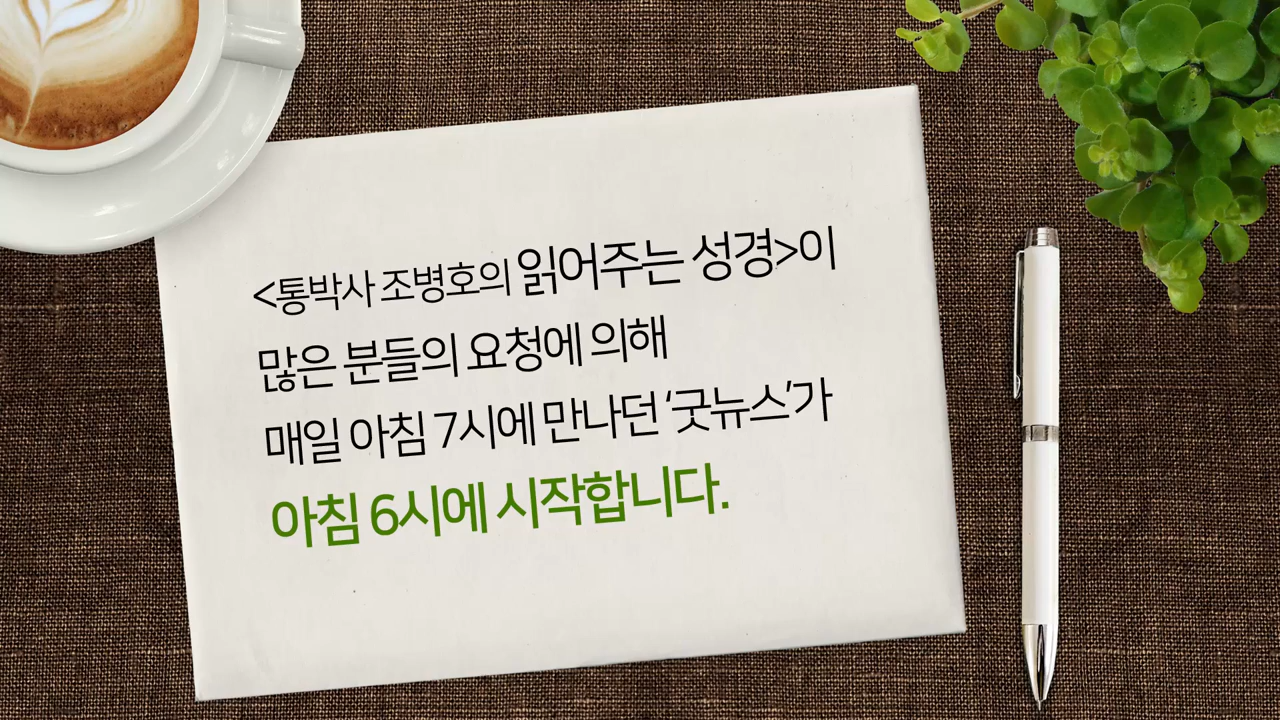 <통박사 조병호의 읽어주는 성경>이
많은 분들의 요청에 의해
매일 아침 7시에 만나던 ‘굿뉴스’가
아침 6시에 시작합니다.